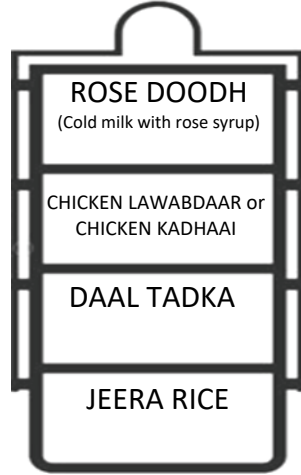 ROSE DOODH
(Cold milk with rose syrup)
CHICKEN LAWABDAAR or
CHICKEN KADHAAI
DAAL TADKA
JEERA RICE